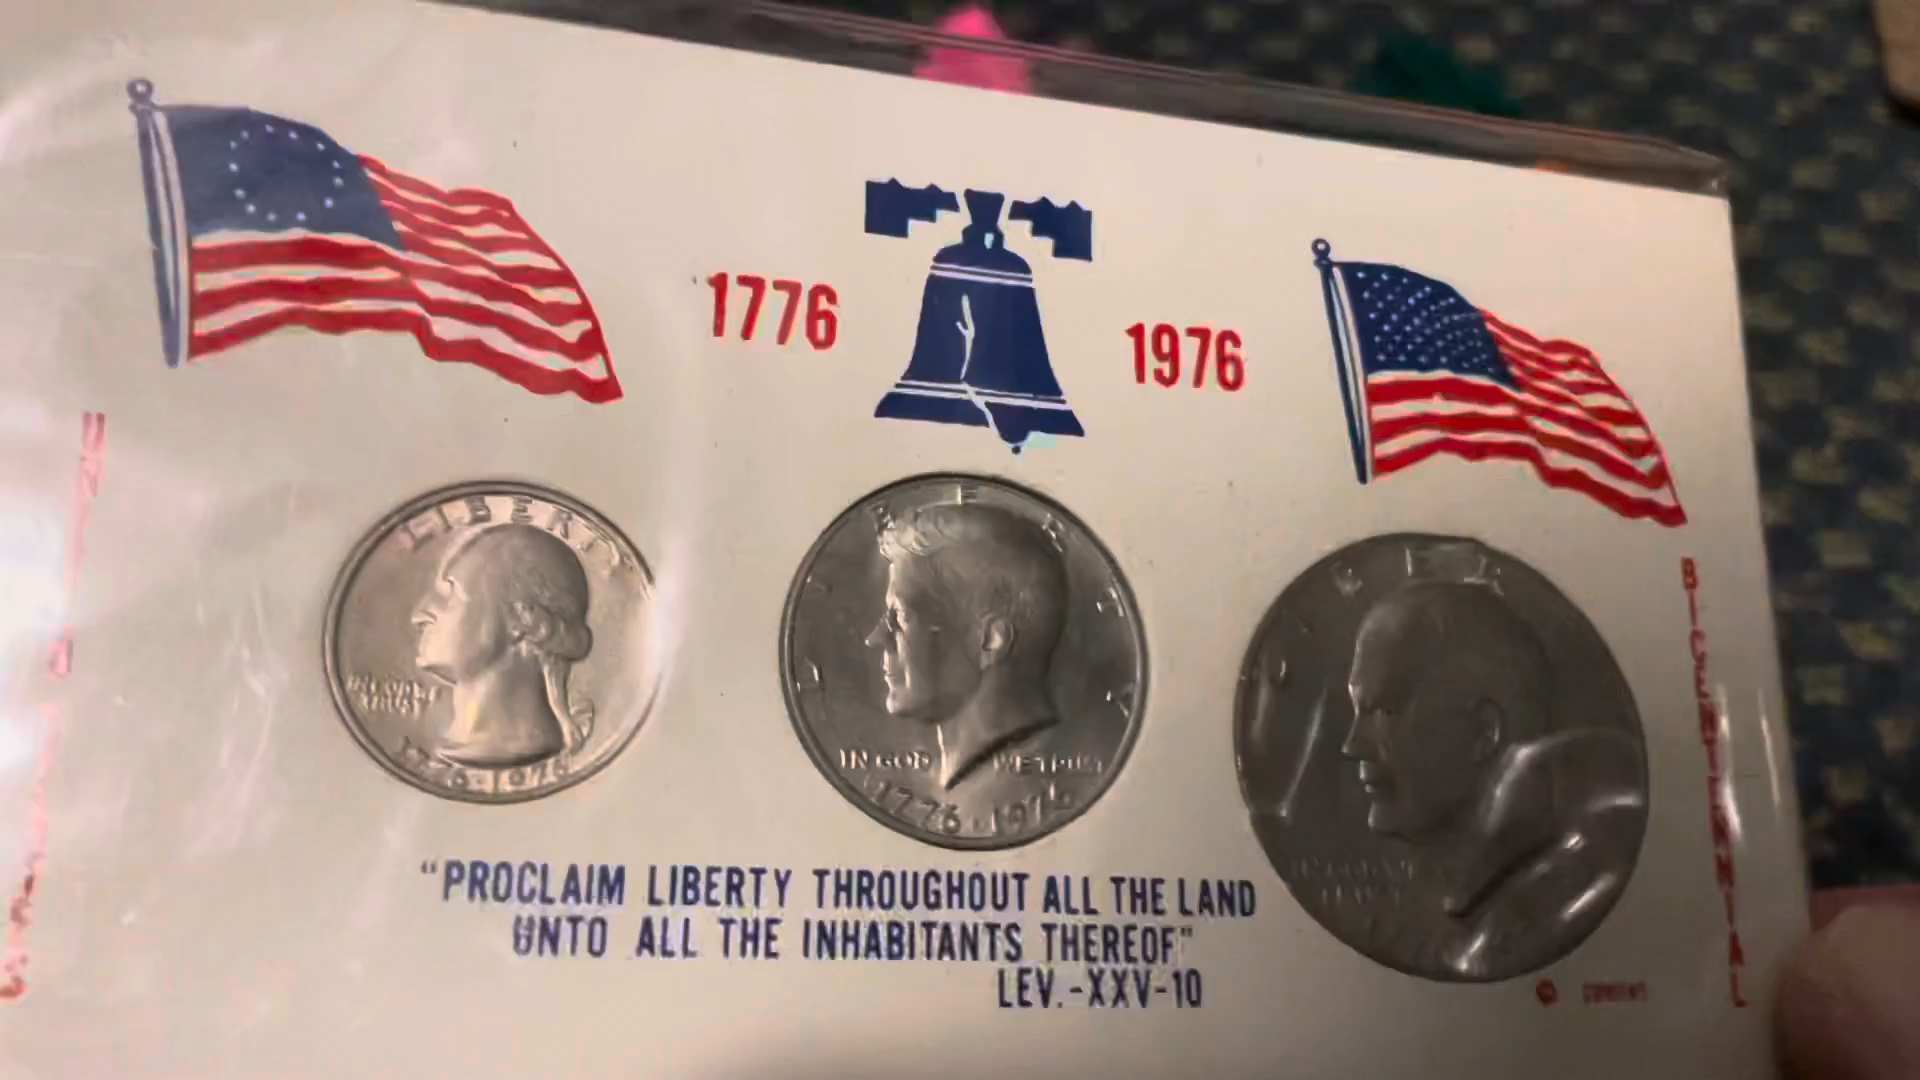 1776
1976
LIBERTY
IN GOD WE TRUST
1776·1976
LIBERTY
IN GOD WE TRUST
1776·1976
"PROCLAIM LIBERTY THROUGHOUT ALL THE LAND
UNTO ALL THE INHABITANTS THEREOF"
LEV.-XXV-10
BICENTENNIAL